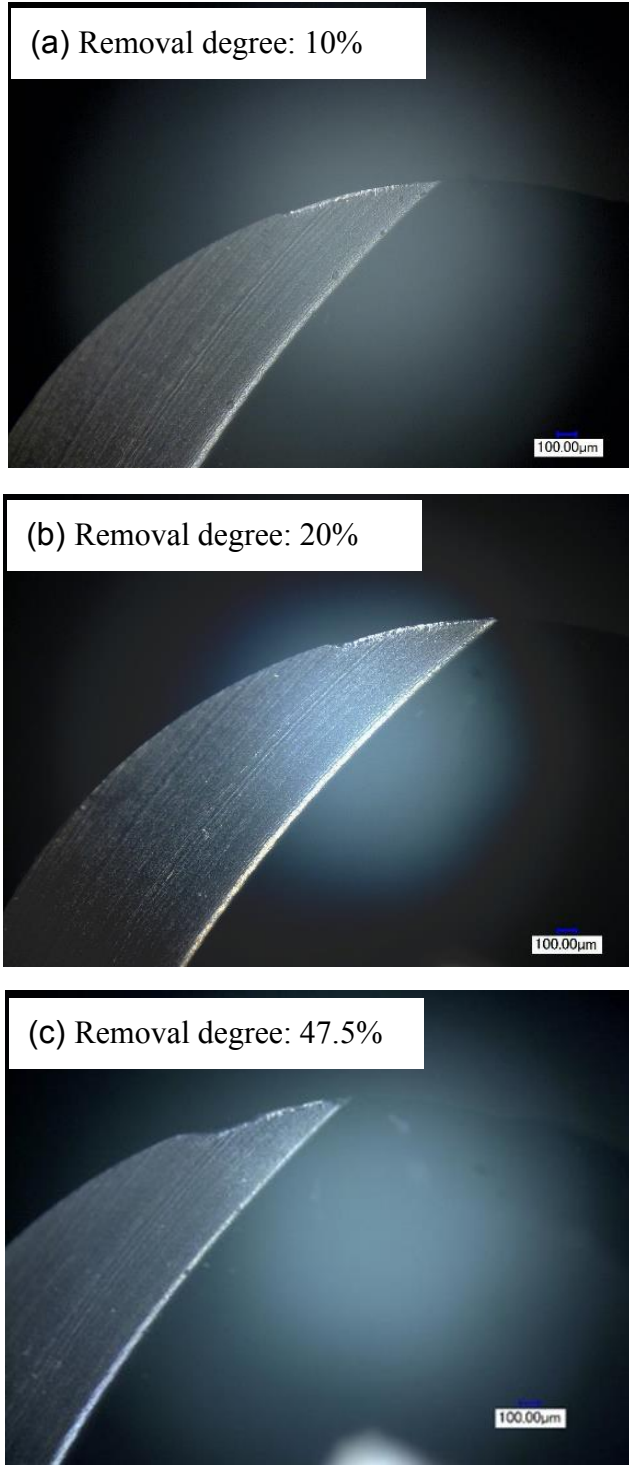 (a) Removal degree: 10%
100.00μm
(b) Removal degree: 20%
100.00μm
(c) Removal degree: 47.5%
100.00μm